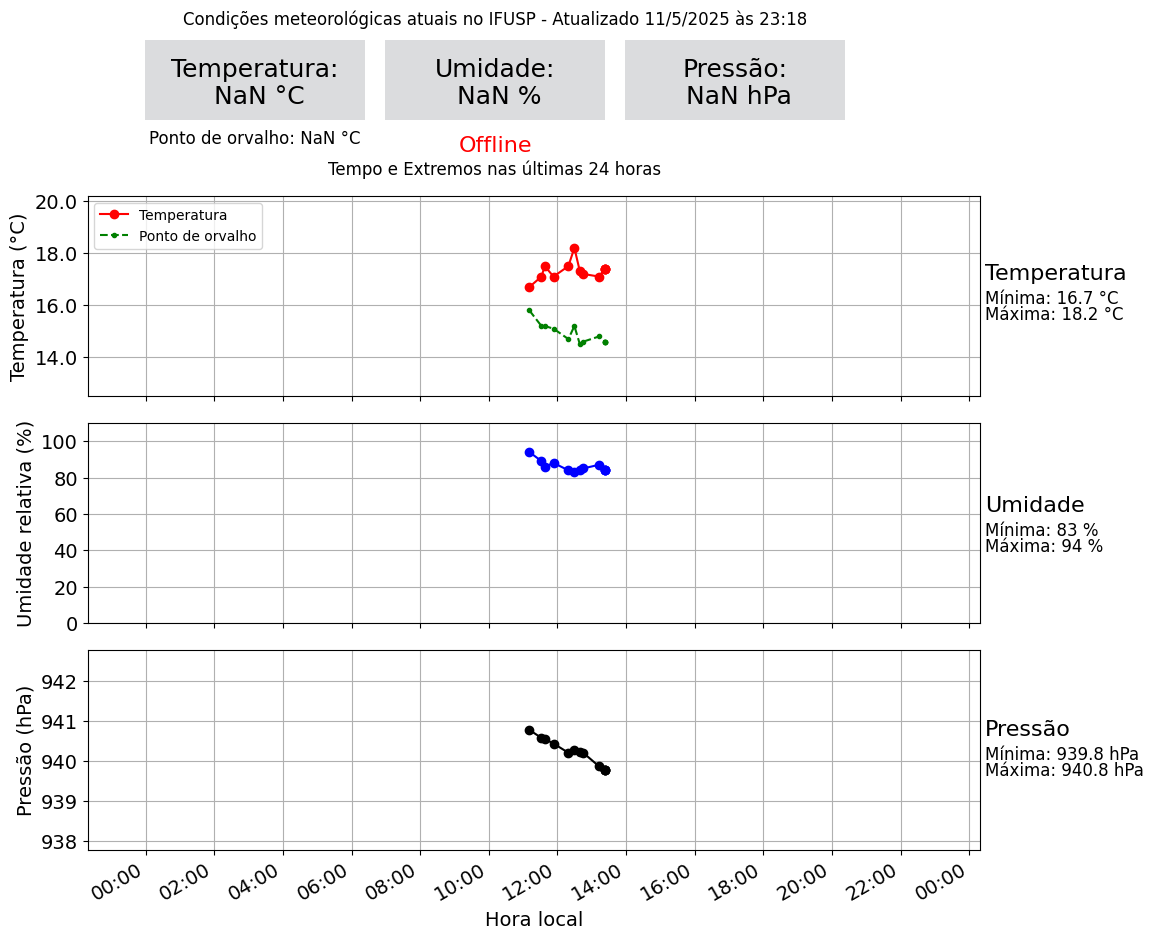 Condições meteorológicas atuais no IFUSP - Atualizado 11/5/2025 às 23:18
Temperatura:
NaN °C
Umidade:
NaN %
Pressão:
NaN hPa
Ponto de orvalho: NaN °C
Offline
Tempo e Extremos nas últimas 24 horas
Temperatura (°C)
20.0
18.0
16.0
14.0
Temperatura
Ponto de orvalho
Temperatura
Mínima: 16.7 °C
Máxima: 18.2 °C
Umidade relativa (%)
100
80
60
40
20
0
Umidade
Mínima: 83 %
Máxima: 94 %
Pressão (hPa)
942
941
940
939
938
Pressão
Mínima: 939.8 hPa
Máxima: 940.8 hPa
00:00 02:00 04:00 06:00 08:00 10:00 12:00 14:00 16:00 18:00 20:00 22:00 00:00
Hora local